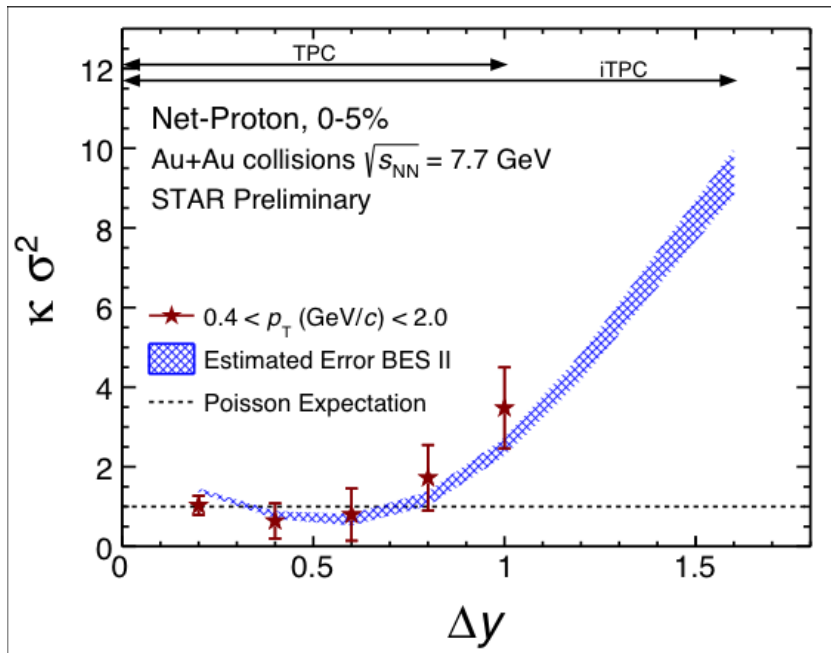 TPC
iTPC
Net-Proton, 0-5%
Au+Au collisions √sNN = 7.7 GeV
STAR Preliminary
0.4 < pT (GeV/c) < 2.0
Estimated Error BES II
Poisson Expectation
κ σ²
12
10
8
6
4
2
0
0 0.5 1 1.5
Δy